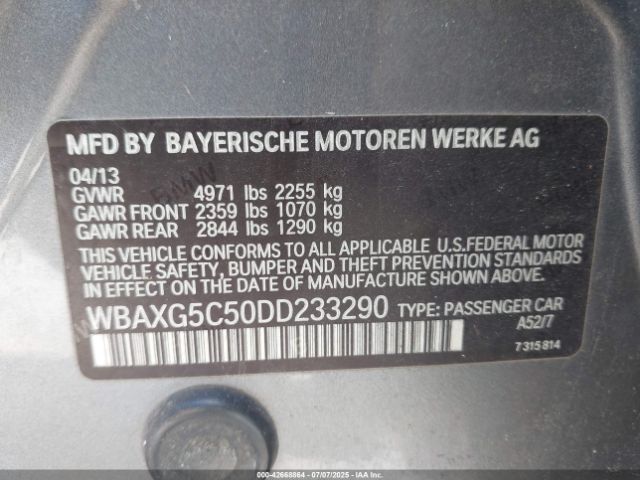 MFD BY BAYERISCHE MOTOREN WERKE AG
04/13
GVWR 4971 lbs 2255 kg
GAWR FRONT 2359 lbs 1070 kg
GAWR REAR 2844 lbs 1290 kg
THIS VEHICLE CONFORMS TO ALL APPLICABLE U.S.FEDERAL MOTOR
VEHICLE SAFETY, BUMPER AND THEFT PREVENTION STANDARDS
IN EFFECT ON THE DATE OF MANUFACTURE SHOWN ABOVE.
WBAXG5C50DD233290 TYPE: PASSENGER CAR
A52/7
7315814
000-42668864 | 07/07/2025 | Copyright IAA, LLC.